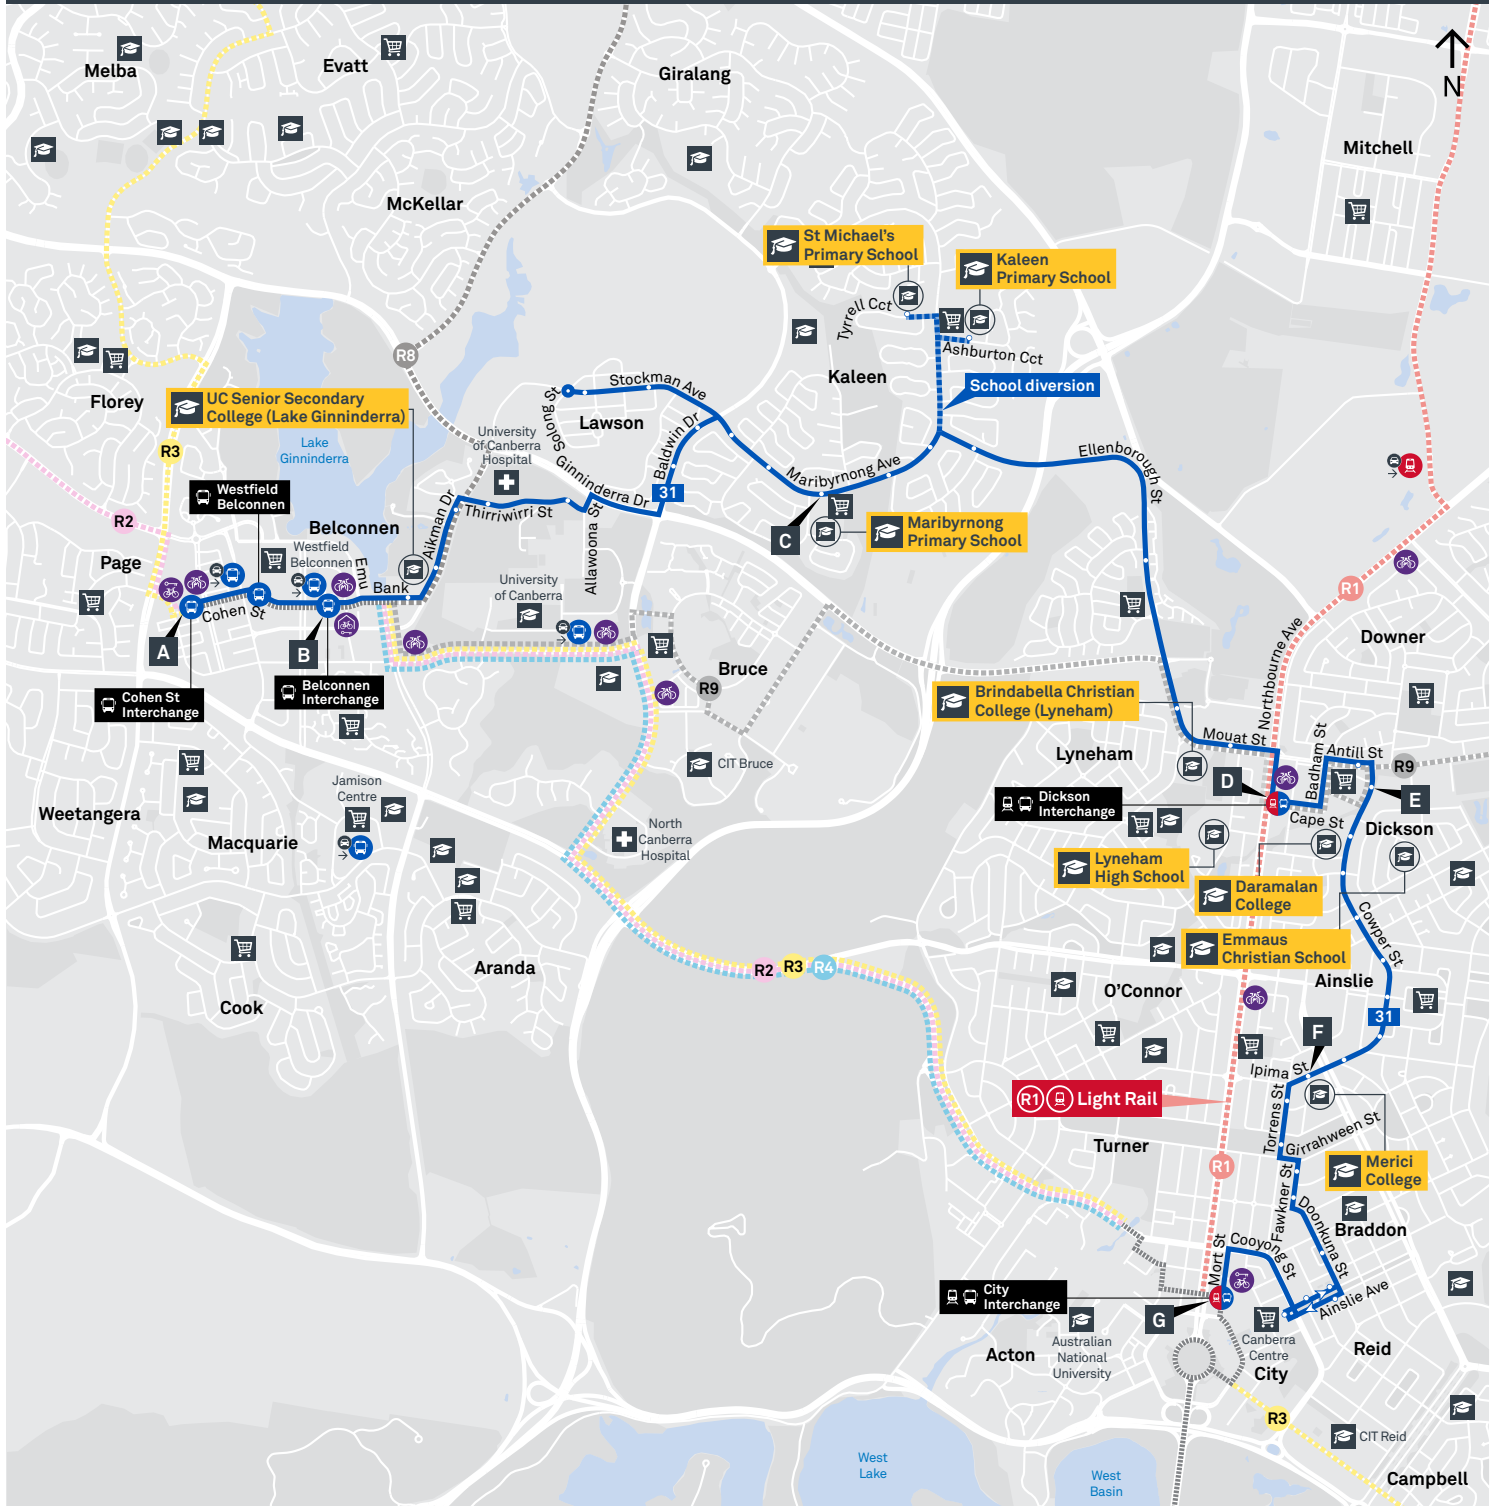 Melba
Evatt
Giralang
N
Mitchell
McKellar
St Michael's
Primary School
Kaleen
Primary School
Tyrrell Cct
Ashburton Cct
R8
Kaleen
School diversion
Florey
UC Senior Secondary
College (Lake Ginninderra)
Stockman Ave
Solong St
Lawson
Baldwin Dr
Lake
Ginninderra
University
of Canberra
Hospital
R3
Ginninderra Dr
Maribyrnong Ave
Ellenborough St
31
Westfield
Belconnen
R2
Belconnen
Aikman Dr
Thirriwirri St
Allawoona St
C
Maribyrnong
Primary School
Page
Westfield
Belconnen
Emu
Bank
University
of Canberra
Cohen St
R1
A
B
Downer
Northbourne Ave
Bruce
R9
Cohen St
Interchange
Belconnen
Interchange
Brindabella Christian
College (Lyneham)
Lyneham
Mouat St
Badham St
Antill St
R9
CIT Bruce
D
E
Jamison
Centre
Dickson
Interchange
Cape St
Dickson
Weetangera
Macquarie
North
Canberra
Hospital
Lyneham
High School
Daramalan
College
Cowper St
Emmaus
Christian School
Aranda
R2
R3
R4
Ainslie
O'Connor
Cook
31
F
Ipima St
R1
Light Rail
Torrens St
Turner
Girrahween St
R1
Merici
College
Fawkner St
Doonkuna St
Braddon
Mort St
Cooyong St
City
Interchange
Ainslie Ave
G
Acton
Australian
National
University
Canberra
Centre
City
Reid
R3
CIT Reid
West
Lake
West
Basin
Campbell